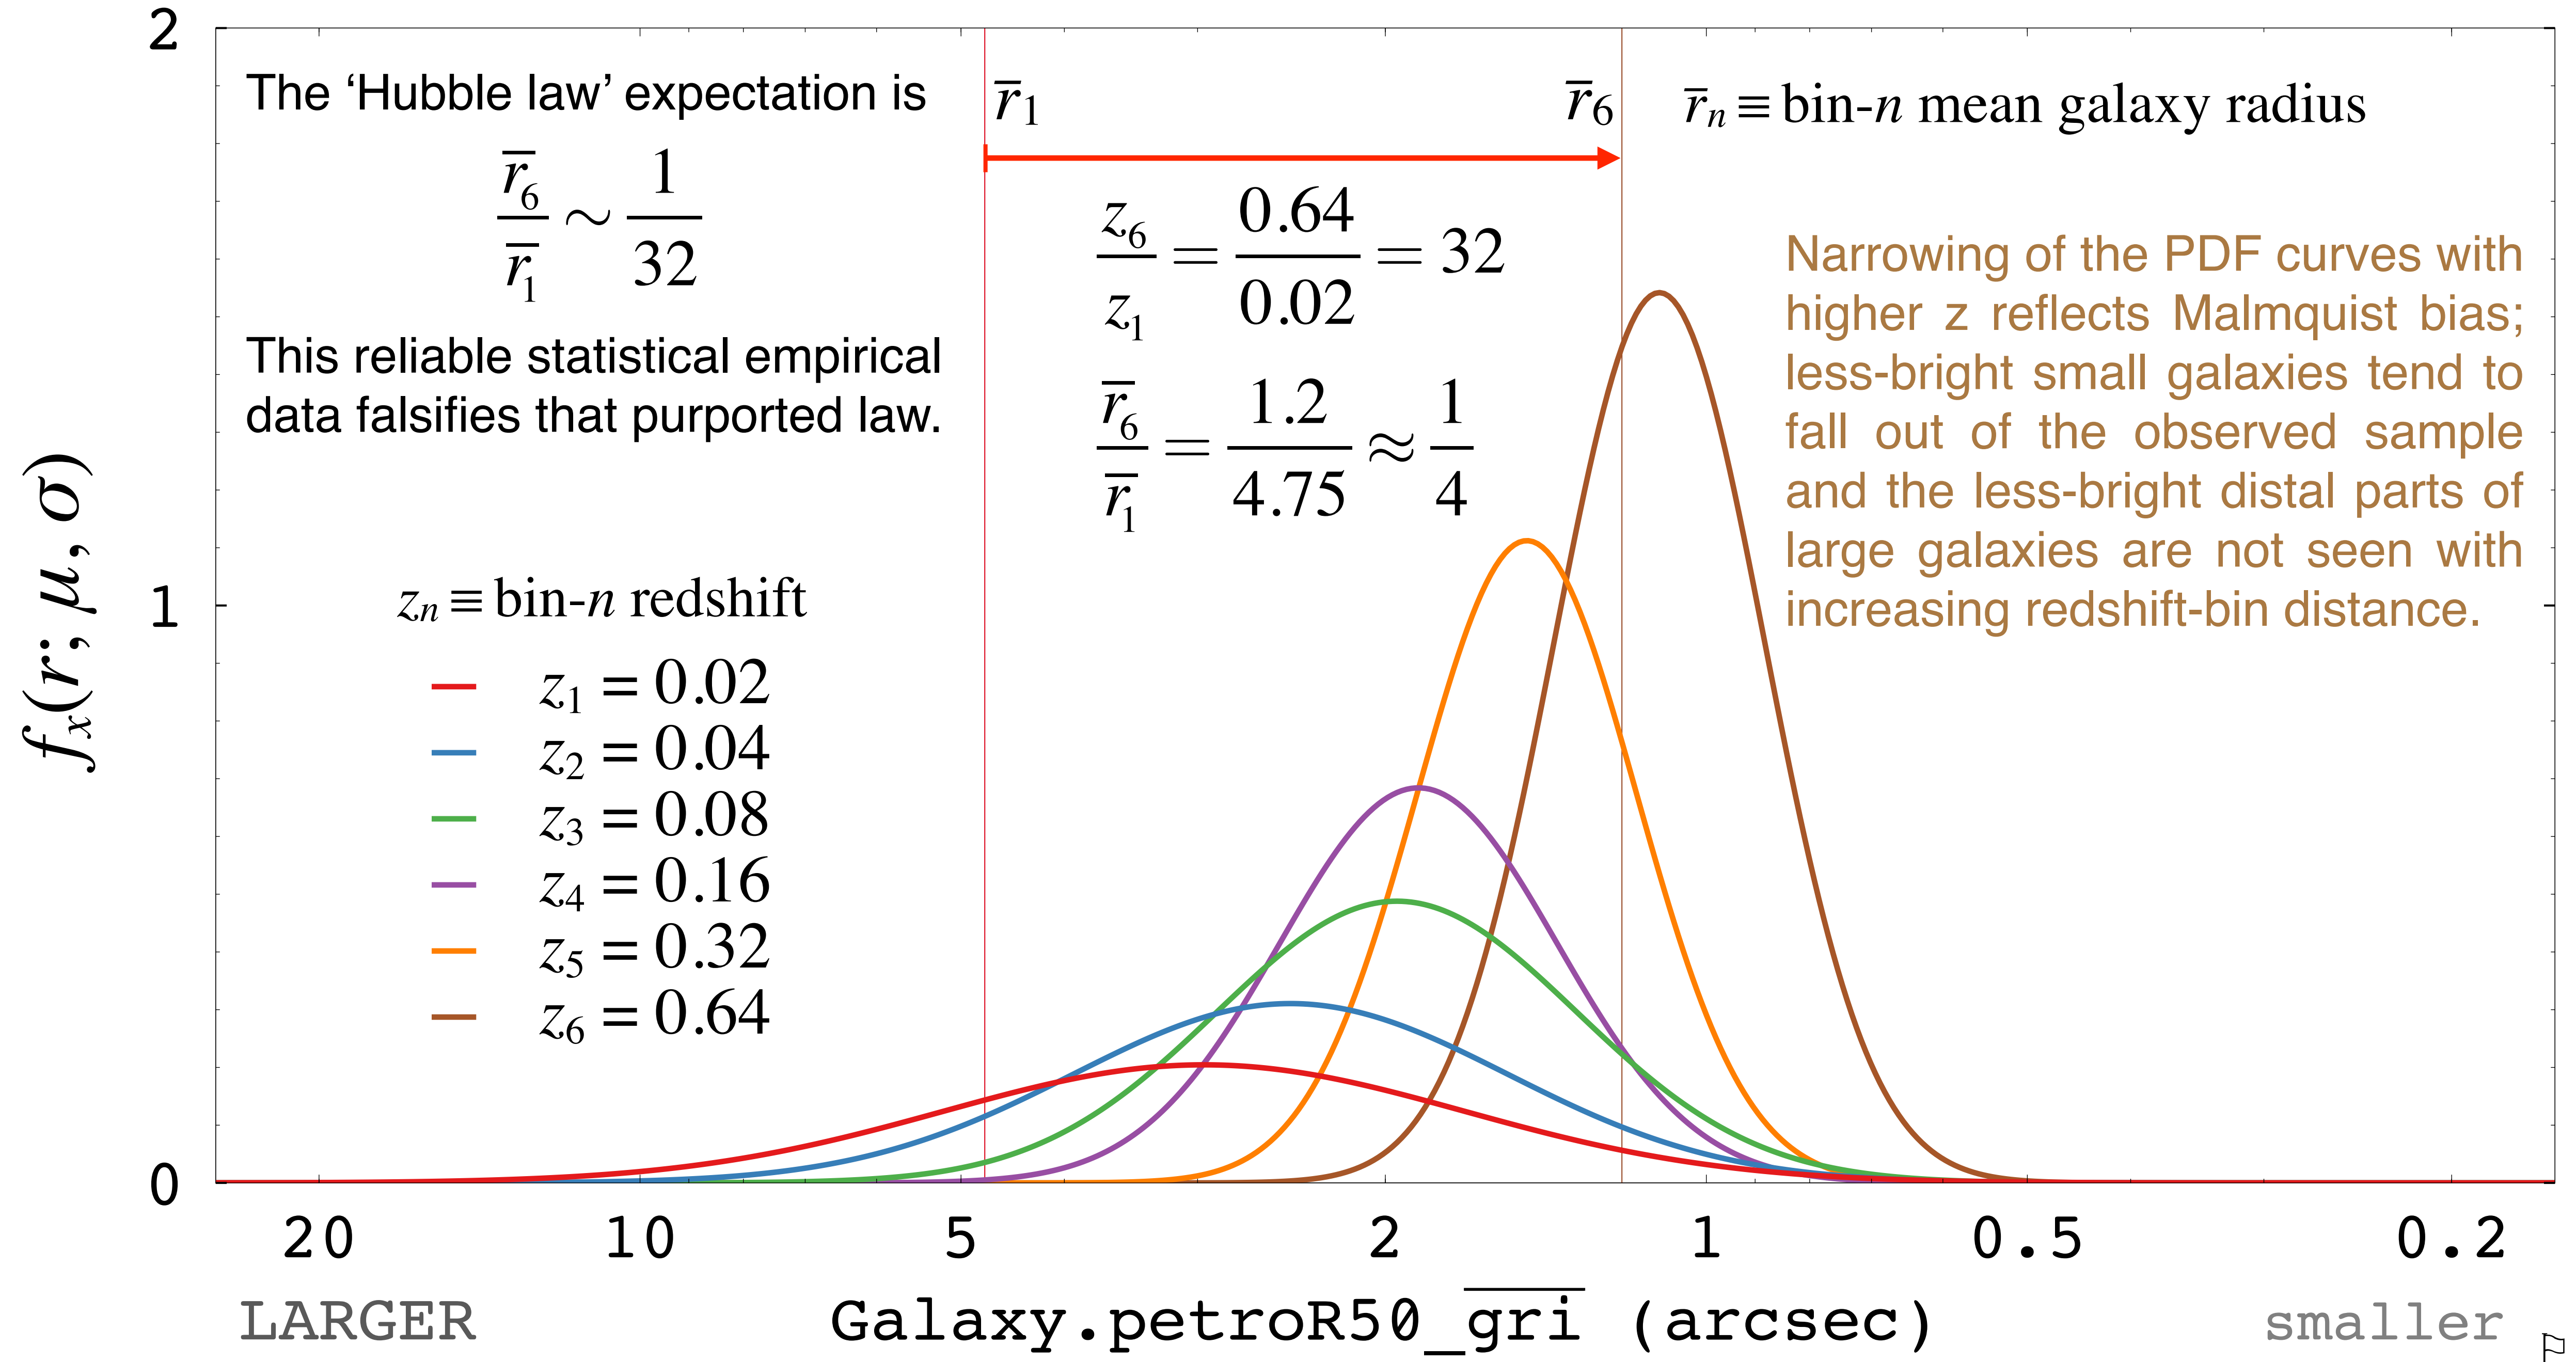 2
The ‘Hubble law’ expectation is
r̅₆ / r̅₁ ∼ 1 / 32
This reliable statistical empirical
data falsifies that purported law.
r̅₁
r̅₆
r̅ₙ ≡ bin-n mean galaxy radius
z₆ / z₁ = 0.64 / 0.02 = 32
r̅₆ / r̅₁ = 1.2 / 4.75 ≈ 1 / 4
Narrowing of the PDF curves with
higher z reflects Malmquist bias;
less-bright small galaxies tend to
fall out of the observed sample
and the less-bright distal parts of
large galaxies are not seen with
increasing redshift-bin distance.
fₓ(r; μ, σ)
1
zₙ ≡ bin-n redshift
z₁ = 0.02
z₂ = 0.04
z₃ = 0.08
z₄ = 0.16
z₅ = 0.32
z₆ = 0.64
0
20 10 5 2 1 0.5 0.2
LARGER Galaxy.petroR50_g̅r̅i̅ (arcsec) smaller